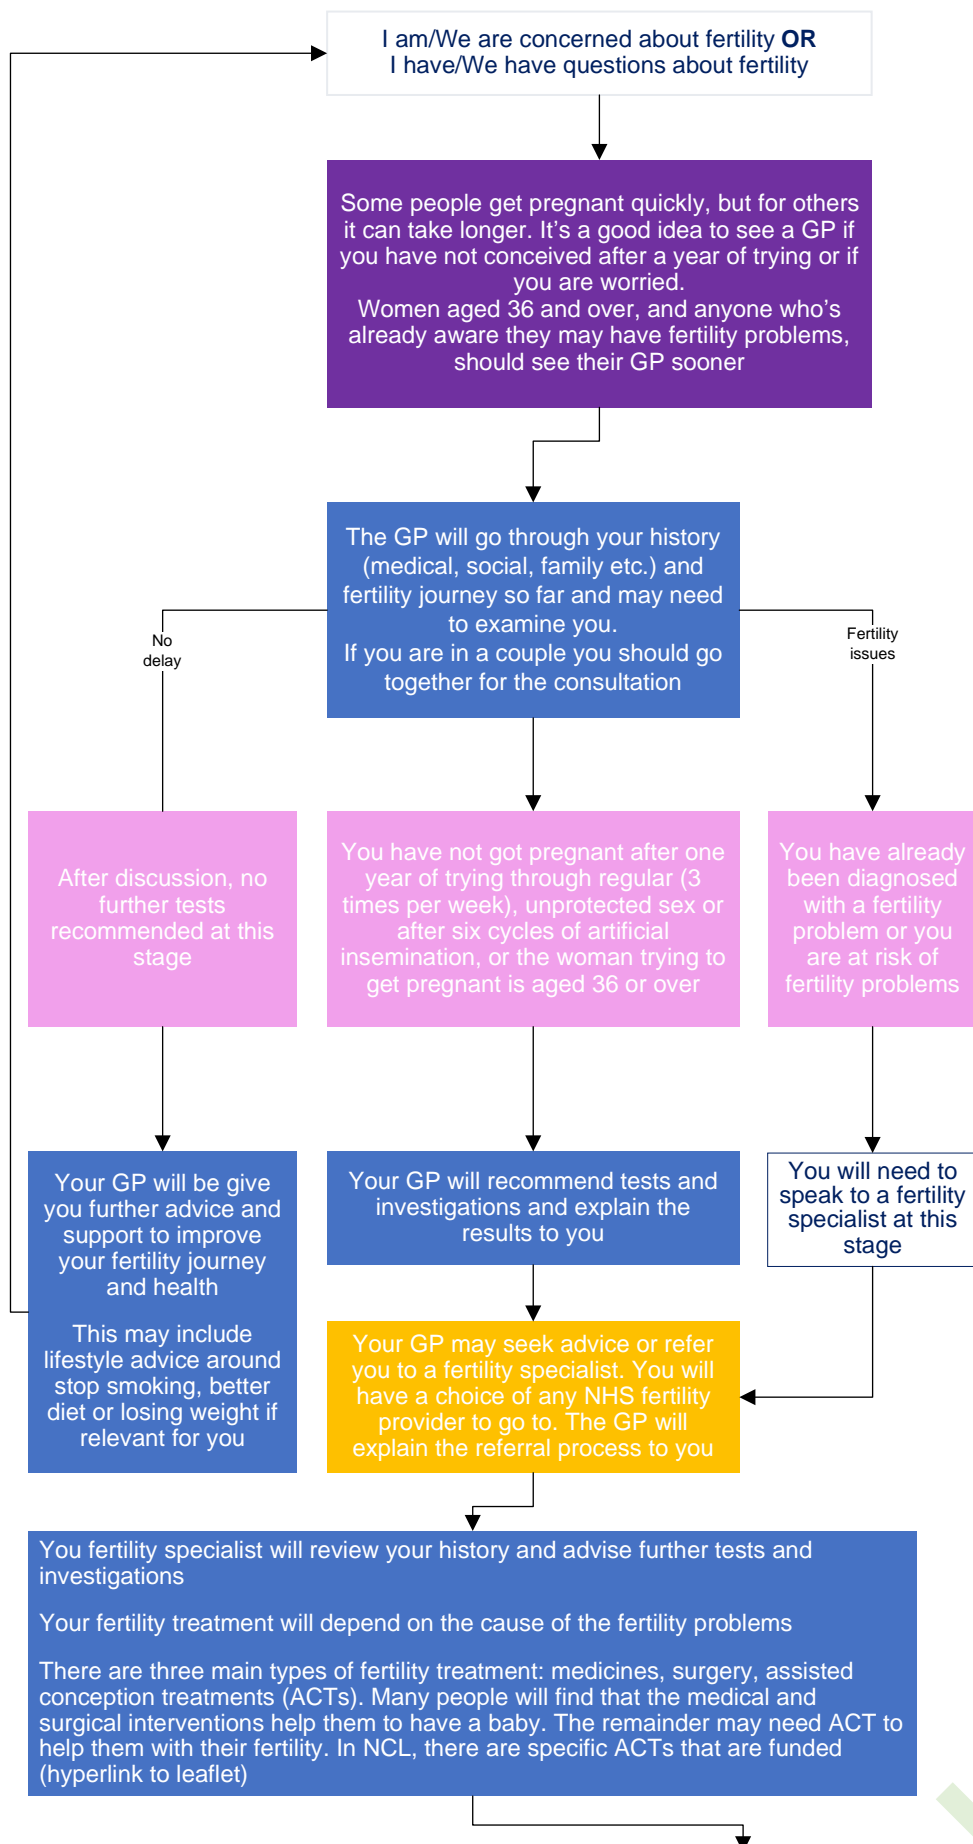 I am/We are concerned about fertility OR
I have/We have questions about fertility
Some people get pregnant quickly, but for others
it can take longer. It's a good idea to see a GP if
you have not conceived after a year of trying or if
you are worried.
Women aged 36 and over, and anyone who's
already aware they may have fertility problems,
should see their GP sooner
The GP will go through your history
(medical, social, family etc.) and
fertility journey so far and may need
to examine you.
If you are in a couple you should go
together for the consultation
No
delay
Fertility
issues
After discussion, no
further tests
recommended at this
stage
You have not got pregnant after one
year of trying through regular (3
times per week), unprotected sex or
after six cycles of artificial
insemination, or the woman trying to
get pregnant is aged 36 or over
You have already
been diagnosed
with a fertility
problem or you
are at risk of
fertility problems
Your GP will be give
you further advice and
support to improve
your fertility journey
and health
This may include
lifestyle advice around
stop smoking, better
diet or losing weight if
relevant for you
Your GP will recommend tests and
investigations and explain the
results to you
You will need to
speak to a fertility
specialist at this
stage
Your GP may seek advice or refer
you to a fertility specialist. You will
have a choice of any NHS fertility
provider to go to. The GP will
explain the referral process to you
You fertility specialist will review your history and advise further tests and
investigations
Your fertility treatment will depend on the cause of the fertility problems
There are three main types of fertility treatment: medicines, surgery, assisted
conception treatments (ACTs). Many people will find that the medical and
surgical interventions help them to have a baby. The remainder may need ACT to
help them with their fertility. In NCL, there are specific ACTs that are funded
(hyperlink to leaflet)